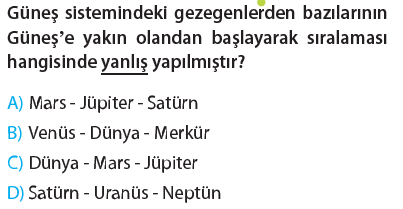 Güneş sistemindeki gezegenlerden bazılarının
Güneş'e yakın olandan başlayarak sıralaması
hangisinde yanlış yapılmıştır?
A) Mars - Jüpiter - Satürn
B) Venüs - Dünya - Merkür
C) Dünya - Mars - Jüpiter
D) Satürn - Uranüs - Neptün